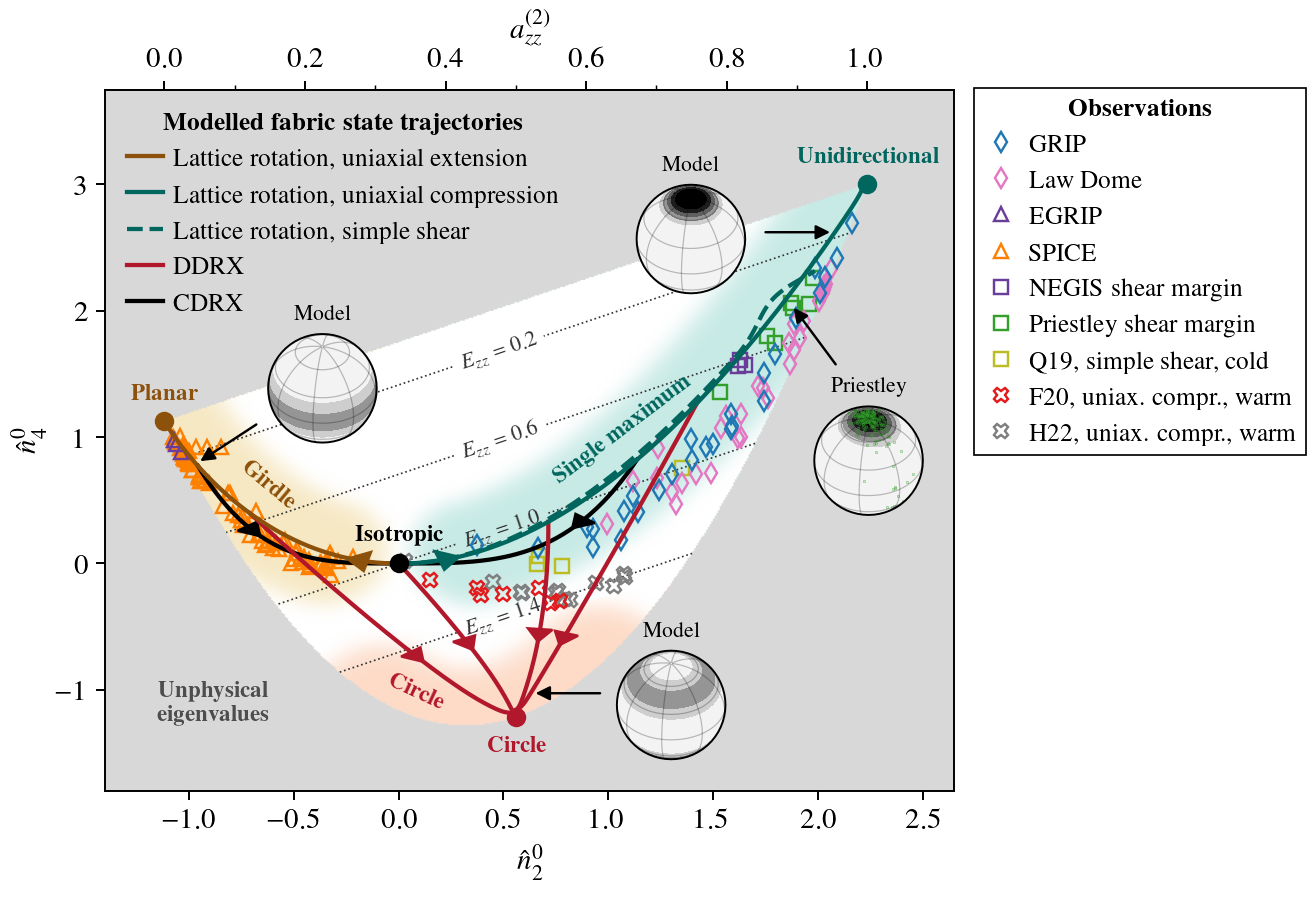 a_zz^(2)
0.0 0.2 0.4 0.6 0.8 1.0
Modelled fabric state trajectories
Lattice rotation, uniaxial extension
Lattice rotation, uniaxial compression
Lattice rotation, simple shear
DDRX
CDRX
Observations
GRIP
Law Dome
EGRIP
SPICE
NEGIS shear margin
Priestley shear margin
Q19, simple shear, cold
F20, uniax. compr., warm
H22, uniax. compr., warm
Model
Unidirectional
Model
Planar
Priestley
E_zz = 0.2
E_zz = 0.6
E_zz = 1.0
E_zz = 1.4
Single maximum
Girdle
Isotropic
Model
Circle
Unphysical
eigenvalues
Circle
3
2
1
0
−1
n̂_4^0
−1.0 −0.5 0.0 0.5 1.0 1.5 2.0 2.5
n̂_2^0